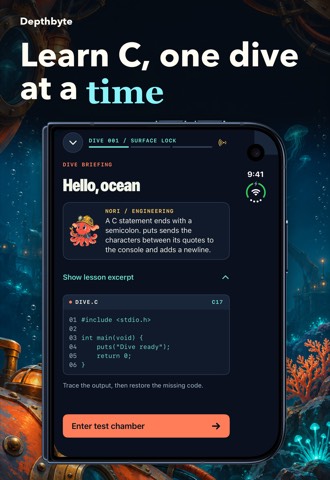 Depthbyte
Learn C, one dive
at a time
DIVE 001 / SURFACE LOCK
DIVE BRIEFING
9:41
Hello, ocean
NORI / ENGINEERING
A C statement ends with a
semicolon. puts sends the
characters between its quotes to
the console and adds a newline.
Show lesson excerpt
DIVE.C C17
01 #include <stdio.h>
02
03 int main(void) {
04 puts("Dive ready");
05 return 0;
06 }
Trace the output, then restore the missing code.
Enter test chamber →